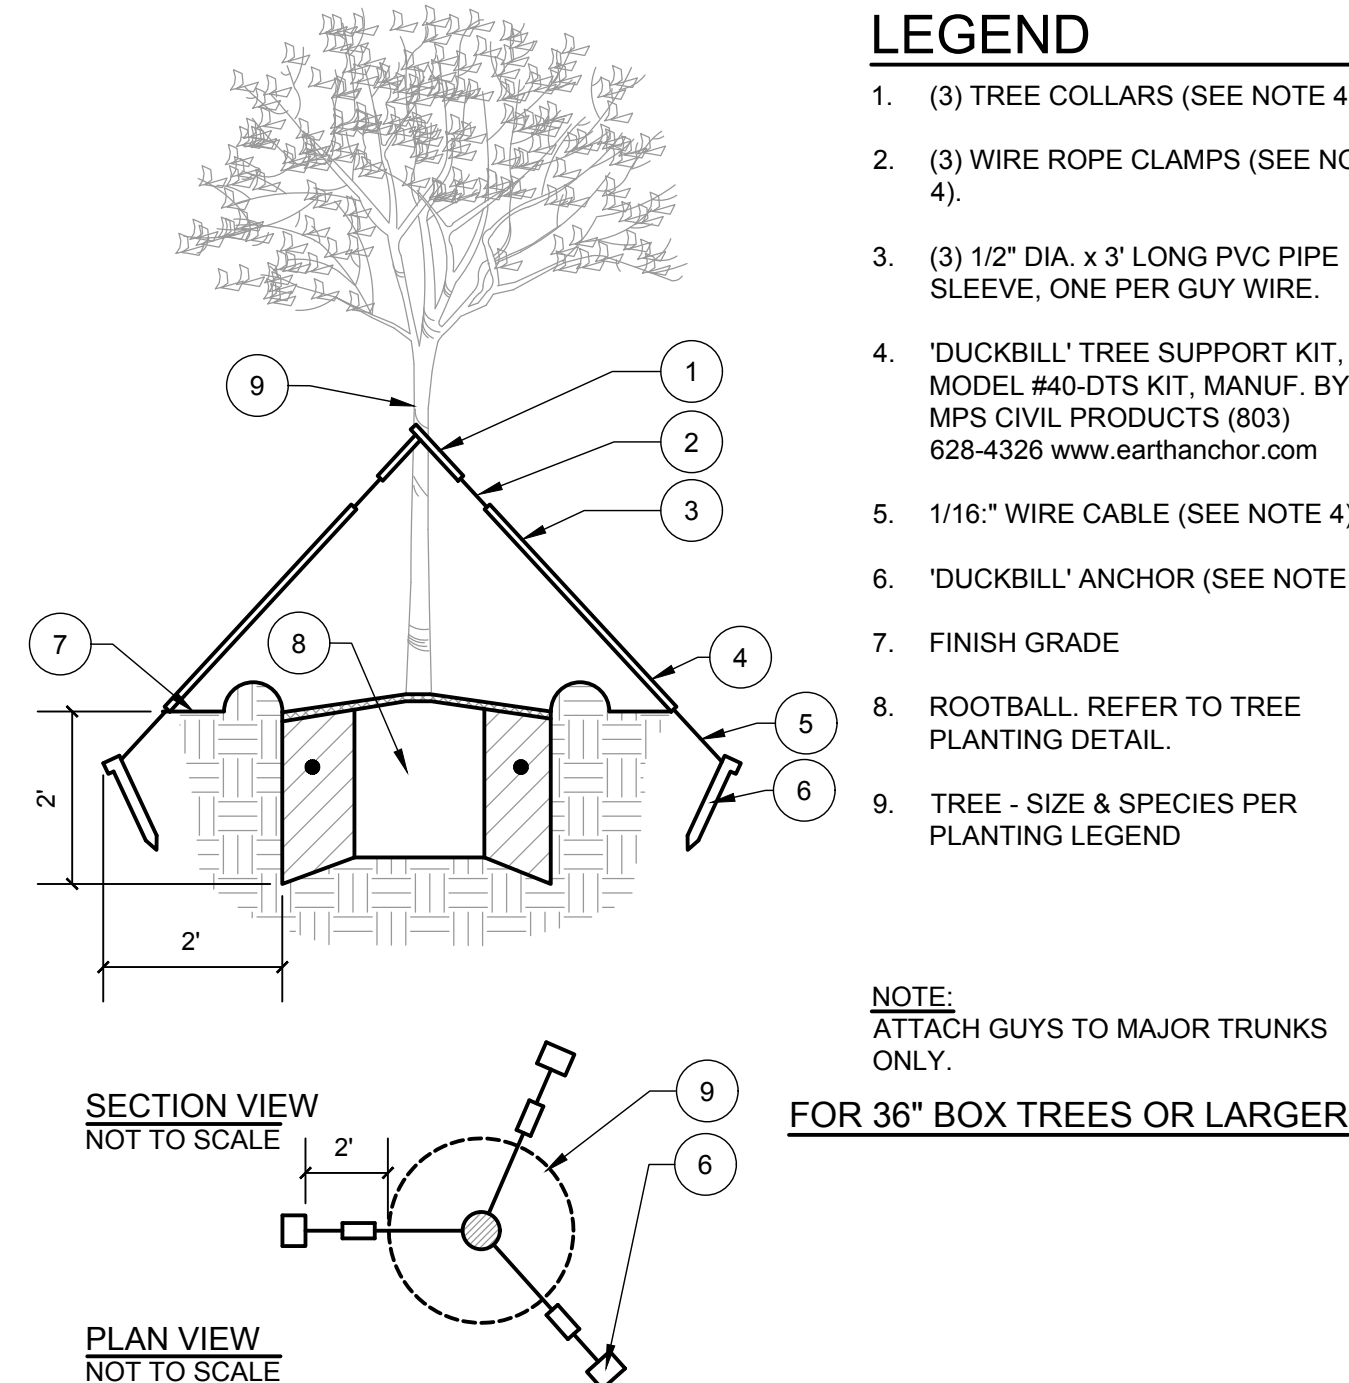 LEGEND
1. (3) TREE COLLARS (SEE NOTE 4
2. (3) WIRE ROPE CLAMPS (SEE NO
4).
3. (3) 1/2" DIA. x 3' LONG PVC PIPE
SLEEVE, ONE PER GUY WIRE.
4. 'DUCKBILL' TREE SUPPORT KIT,
MODEL #40-DTS KIT, MANUF. BY
MPS CIVIL PRODUCTS (803)
628-4326 www.earthanchor.com
5. 1/16:" WIRE CABLE (SEE NOTE 4)
6. 'DUCKBILL' ANCHOR (SEE NOTE
7. FINISH GRADE
8. ROOTBALL. REFER TO TREE
PLANTING DETAIL.
9. TREE - SIZE & SPECIES PER
PLANTING LEGEND
NOTE:
ATTACH GUYS TO MAJOR TRUNKS
ONLY.
FOR 36" BOX TREES OR LARGER
9
1
2
3
7
8
4
5
6
2'
2'
SECTION VIEW
NOT TO SCALE
2'
9
6
PLAN VIEW
NOT TO SCALE